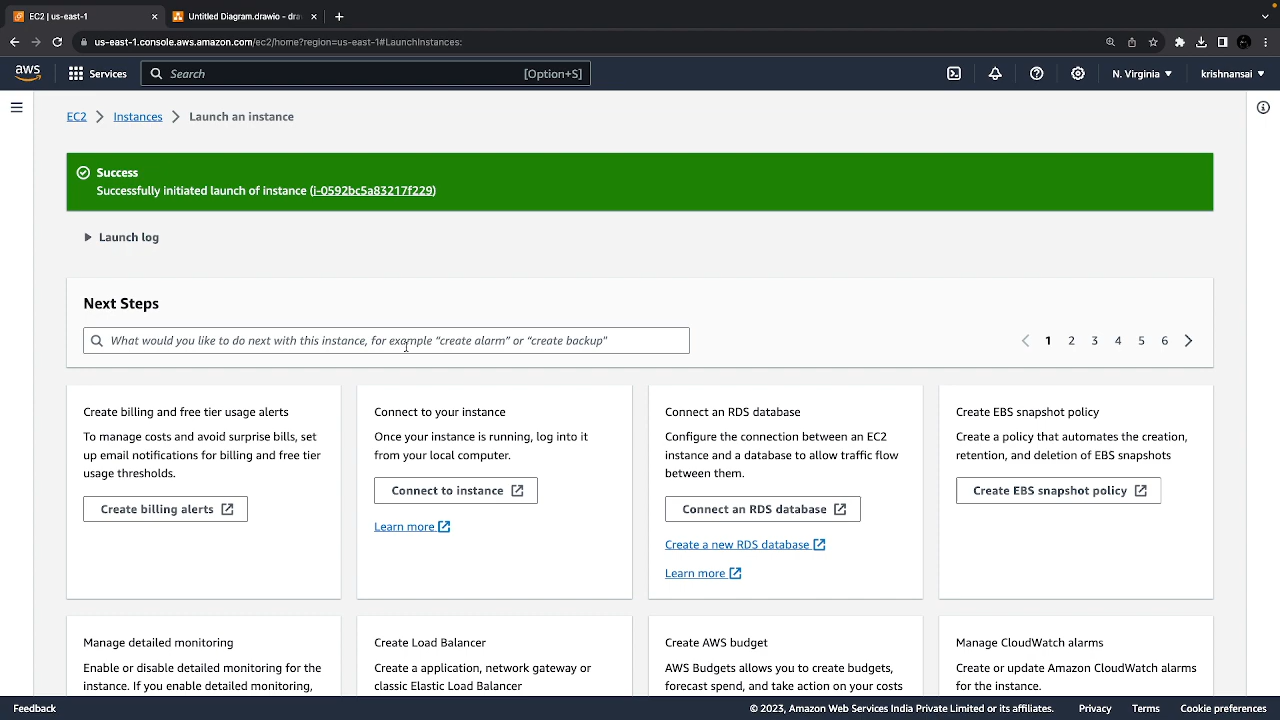 EC2 | us-east-1
Untitled Diagram.drawio - dra
us-east-1.console.aws.amazon.com/ec2/home?region=us-east-1#LaunchInstances:
aws
Services
Search
[Option+S]
N. Virginia
krishnansai
EC2
Instances
Launch an instance
Success
Successfully initiated launch of instance (i-0592bc5a83217f229)
Launch log
Next Steps
What would you like to do next with this instance, for example "create alarm" or "create backup"
1 2 3 4 5 6
Create billing and free tier usage alerts
To manage costs and avoid surprise bills, set
up email notifications for billing and free tier
usage thresholds.
Create billing alerts
Connect to your instance
Once your instance is running, log into it
from your local computer.
Connect to instance
Learn more
Connect an RDS database
Configure the connection between an EC2
instance and a database to allow traffic flow
between them.
Connect an RDS database
Create a new RDS database
Learn more
Create EBS snapshot policy
Create a policy that automates the creation,
retention, and deletion of EBS snapshots
Create EBS snapshot policy
Manage detailed monitoring
Enable or disable detailed monitoring for the
instance. If you enable detailed monitoring,
Create Load Balancer
Create a application, network gateway or
classic Elastic Load Balancer
Create AWS budget
AWS Budgets allows you to create budgets,
forecast spend, and take action on your costs
Manage CloudWatch alarms
Create or update Amazon CloudWatch alarms
for the instance.
Feedback
© 2023, Amazon Web Services India Private Limited or its affiliates.
Privacy
Terms
Cookie preferences